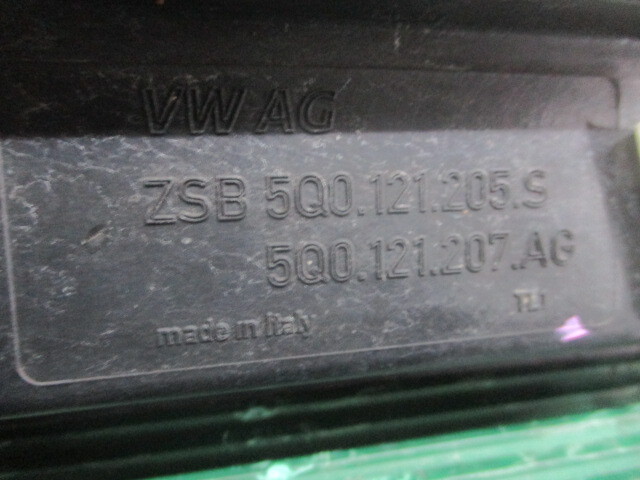 VW AG
ZSB 5Q0.121.205.S
5Q0.121.207.AG
made in Italy